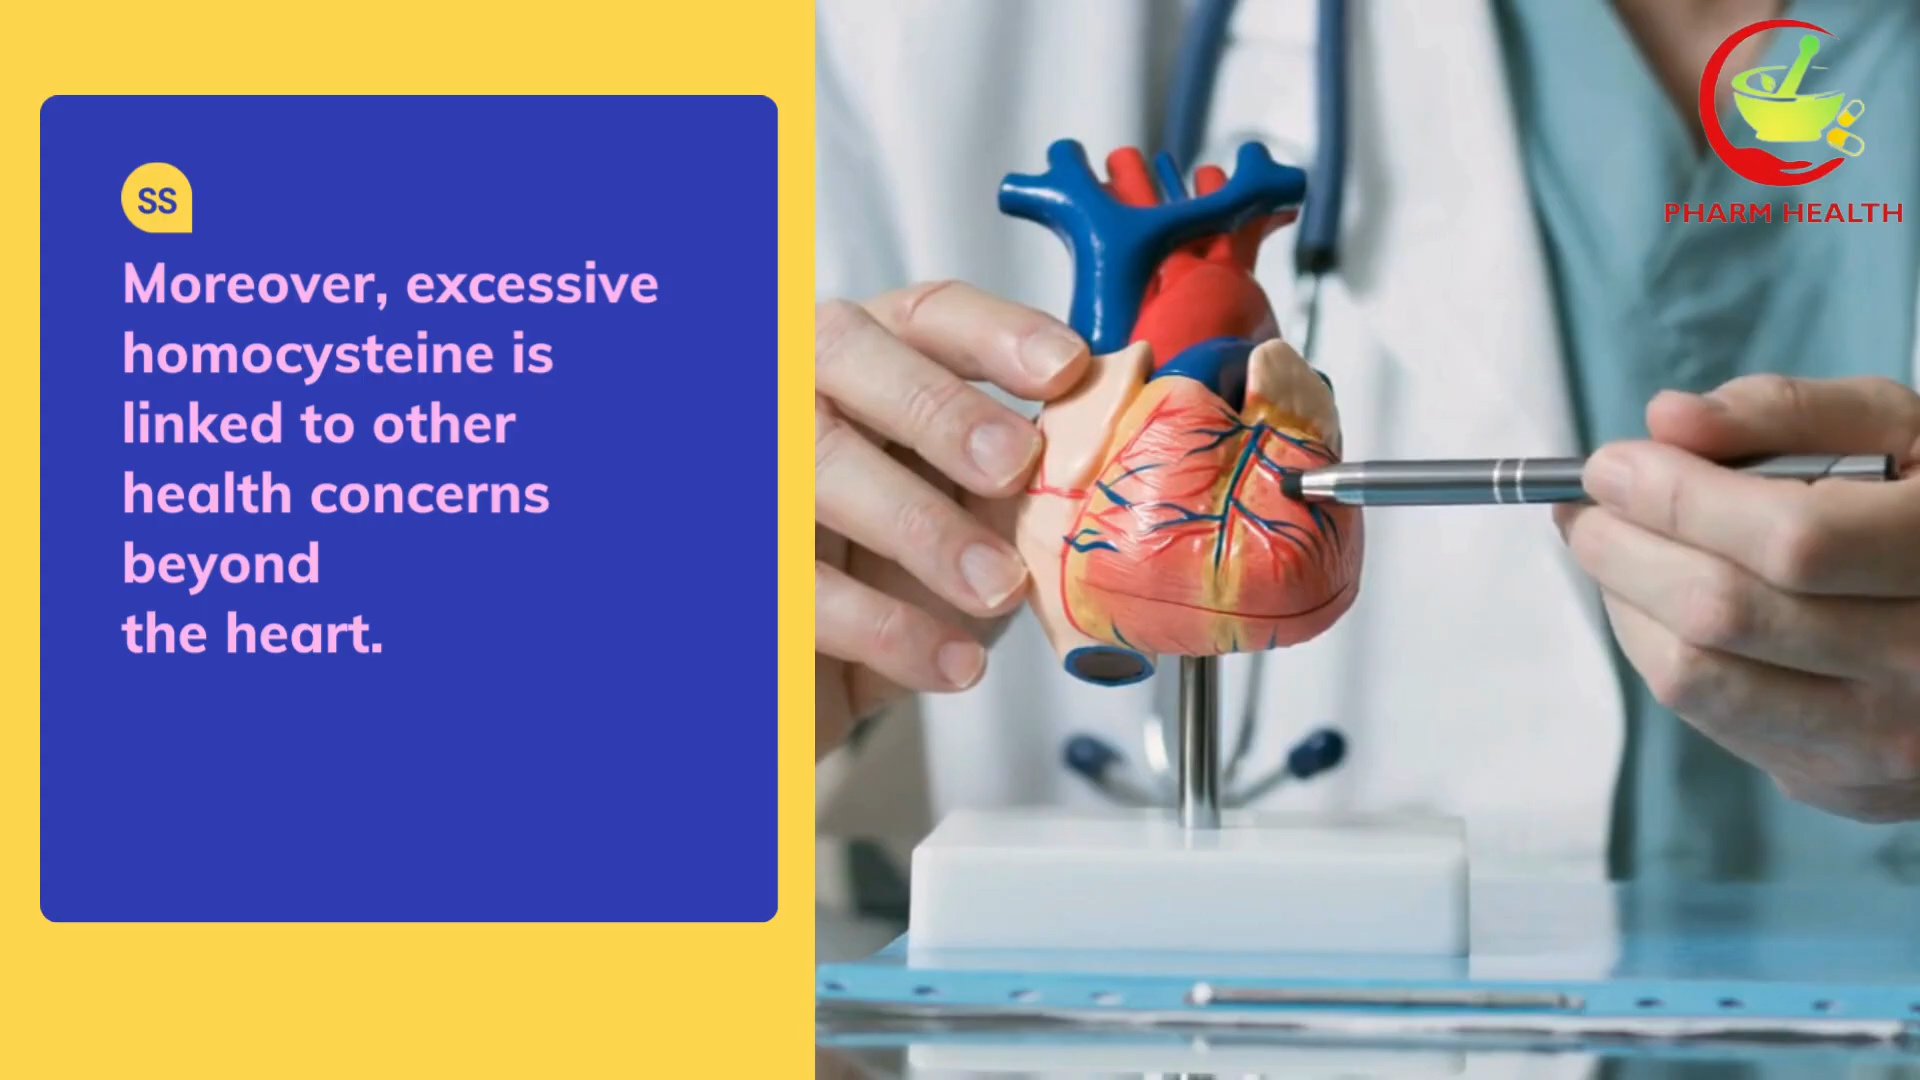 SS
Moreover, excessive
homocysteine is
linked to other
health concerns
beyond
the heart.
PHARM HEALTH